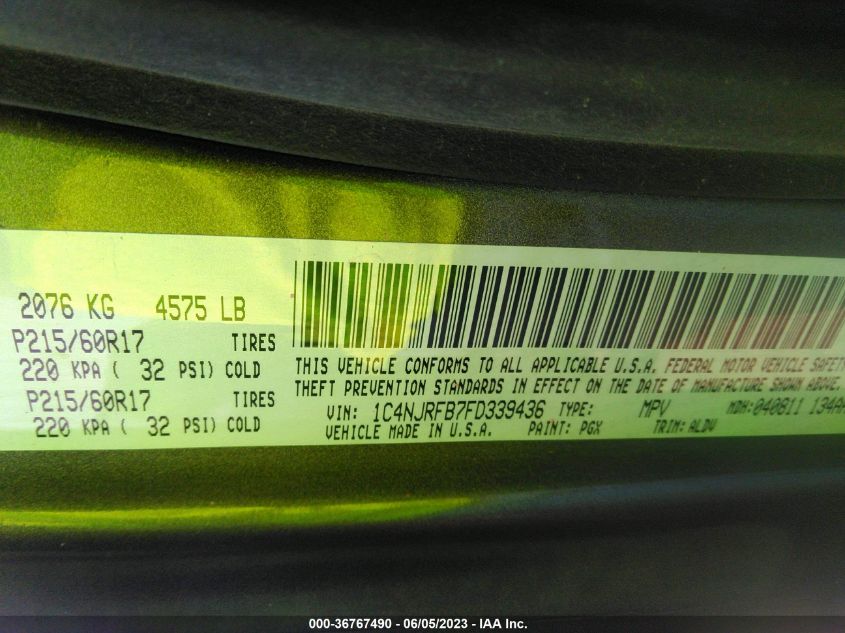 2076 KG 4575 LB
P215/60R17 TIRES
220 KPA ( 32 PSI) COLD
P215/60R17 TIRES
220 KPA ( 32 PSI) COLD
THIS VEHICLE CONFORMS TO ALL APPLICABLE U.S.A. FEDERAL MOTOR VEHICLE SAFETY
THEFT PREVENTION STANDARDS IN EFFECT ON THE DATE OF MANUFACTURE SHOWN ABOVE.
VIN: 1C4NJRFB7FD339436 TYPE: MPV MDH: 040811 134AA
VEHICLE MADE IN U.S.A. PAINT: PGX TRIM: ALDV
000-36767490 - 06/05/2023 - IAA Inc.